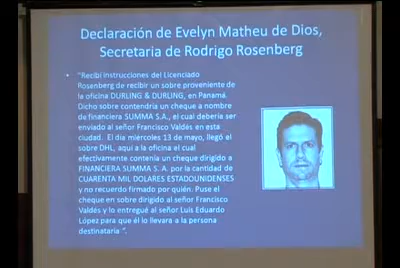 Declaración de Evelyn Matheu de Dios,
Secretaria de Rodrigo Rosenberg
• "Recibí instrucciones del Licenciado
Rosenberg de recibir un sobre proveniente de
la oficina DURLING & DURLING, en Panamá.
Dicho sobre contendría un cheque a nombre
de financiera SUMMA S.A., el cual debería ser
enviado al señor Francisco Valdés en esta
ciudad. El día miercoles 13 de mayo, llegó el
sobre DHL, aquí a la oficina el cual
efectivamente contenía un cheque dirigido a
FINANCIERA SUMMA S. A. por la cantidad de
CUARENTA MIL DOLARES ESTADOUNIDENSES
y no recuerdo firmado por quién. Puse el
cheque en sobre dirigido al señor Francisco
Valdés y lo entregué al señor Luis Eduardo
López para que él lo llevara a la persona
destinataria ".